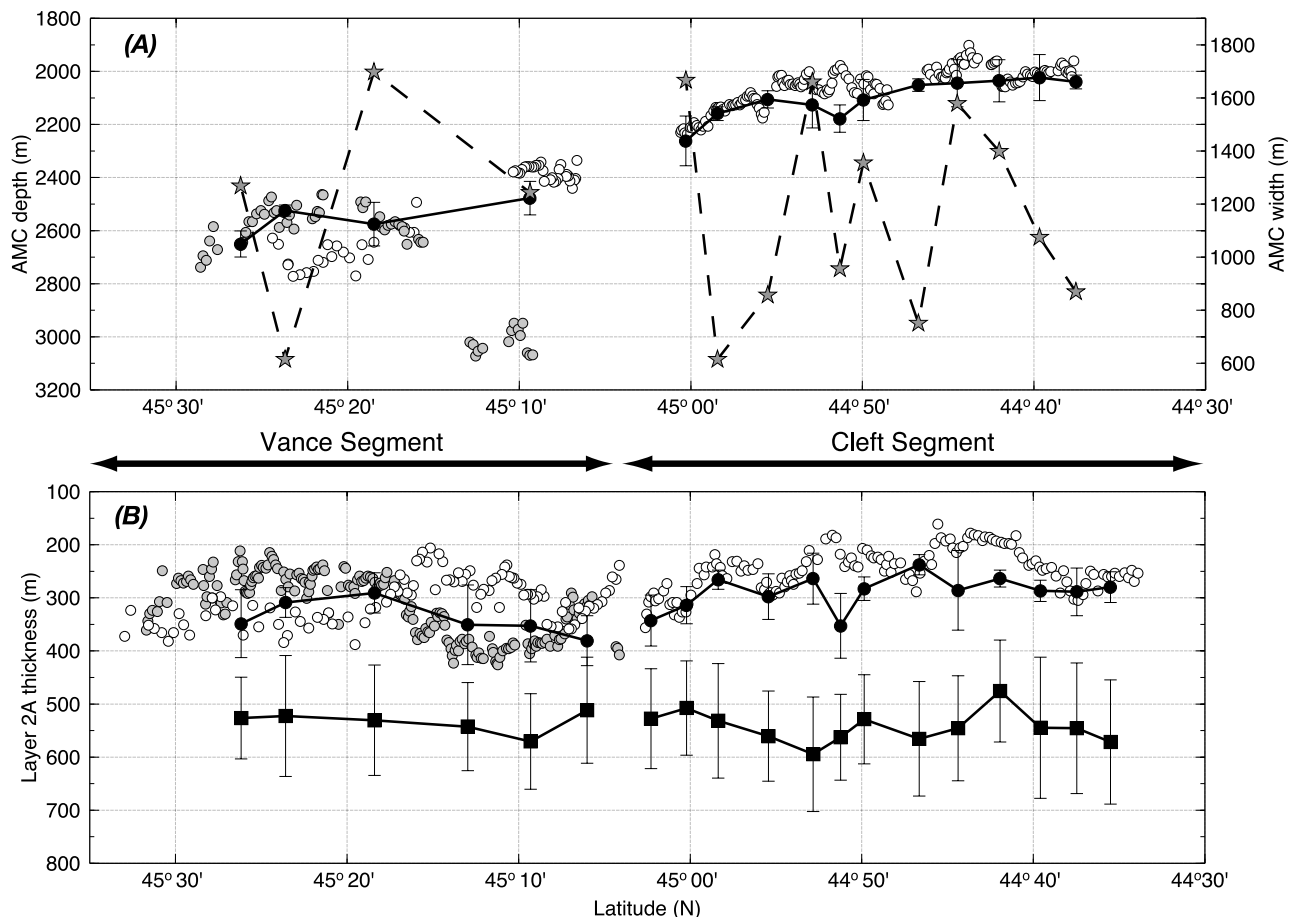 (A)
1800
2000
2200
2400
2600
2800
3000
3200
AMC depth (m)
1800
1600
1400
1200
1000
800
600
AMC width (m)
45° 30' 45° 20' 45° 10' 45° 00' 44° 50' 44° 40' 44° 30'
Vance Segment Cleft Segment
(B)
100
200
300
400
500
600
700
800
Layer 2A thickness (m)
45° 30' 45° 20' 45° 10' 45° 00' 44° 50' 44° 40' 44° 30'
Latitude (N)